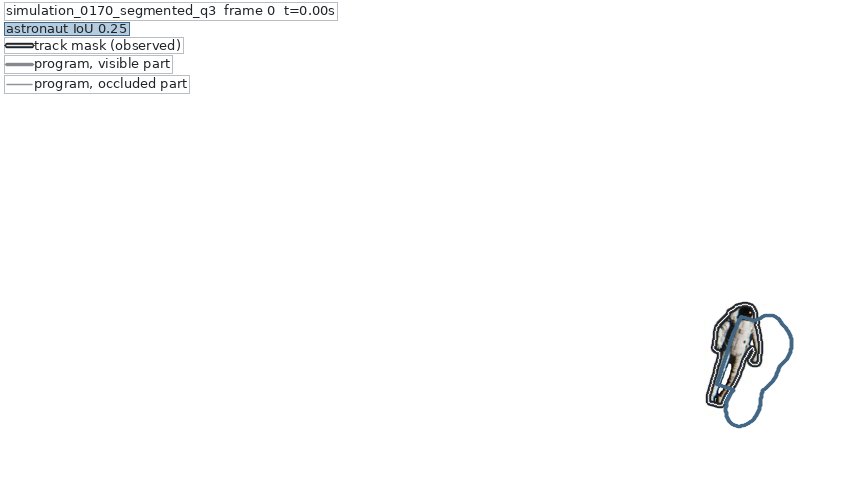 simulation_0170_segmented_q3 frame 0 t=0.00s
astronaut IoU 0.25
track mask (observed)
program, visible part
program, occluded part